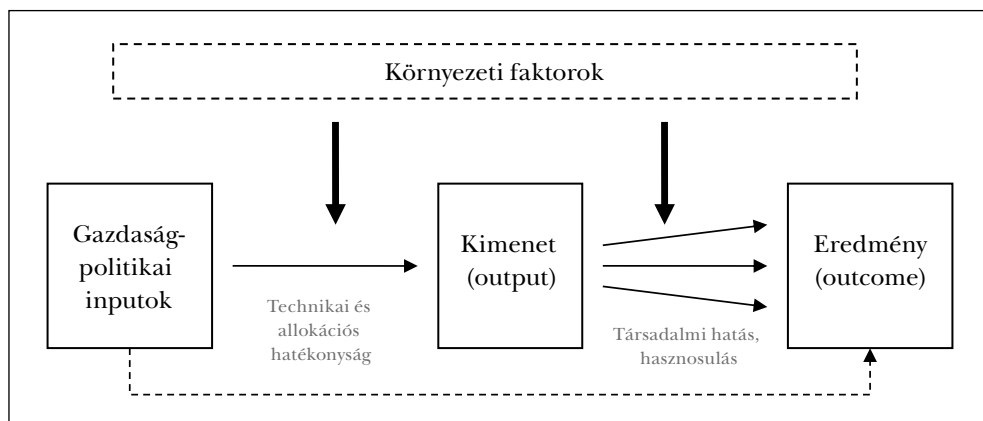 Környezeti faktorok
Gazdaság-
politikai
inputok
Technikai és
allokációs
hatékonyság
Kimenet
(output)
Társadalmi hatás,
hasznosulás
Eredmény
(outcome)